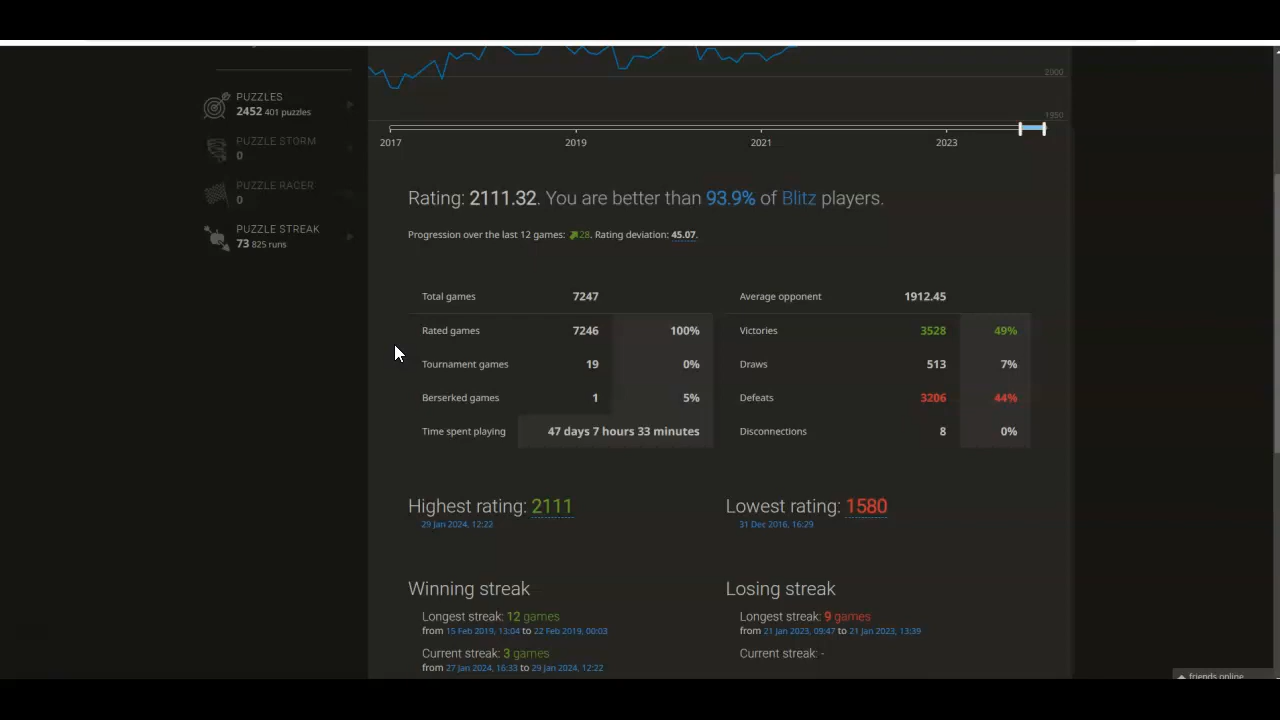 2000
1950
2017 2019 2021 2023
PUZZLES
2452 401 puzzles
PUZZLE STORM
0
PUZZLE RACER
0
PUZZLE STREAK
73 825 runs
Rating: 2111.32. You are better than 93.9% of Blitz players.
Progression over the last 12 games: 28. Rating deviation: 45.07.
Total games 7247
Rated games 7246 100%
Tournament games 19 0%
Berserked games 1 5%
Time spent playing 47 days 7 hours 33 minutes
Average opponent 1912.45
Victories 3528 49%
Draws 513 7%
Defeats 3206 44%
Disconnections 8 0%
Highest rating: 2111
29 Jan 2024, 12:22
Lowest rating: 1580
31 Dec 2016, 16:29
Winning streak
Longest streak: 12 games
from 15 Feb 2019, 13:04 to 22 Feb 2019, 00:03
Current streak: 3 games
from 27 Jan 2024, 16:33 to 29 Jan 2024, 12:22
Losing streak
Longest streak: 9 games
from 21 Jan 2023, 09:47 to 21 Jan 2023, 13:39
Current streak: -
friends online